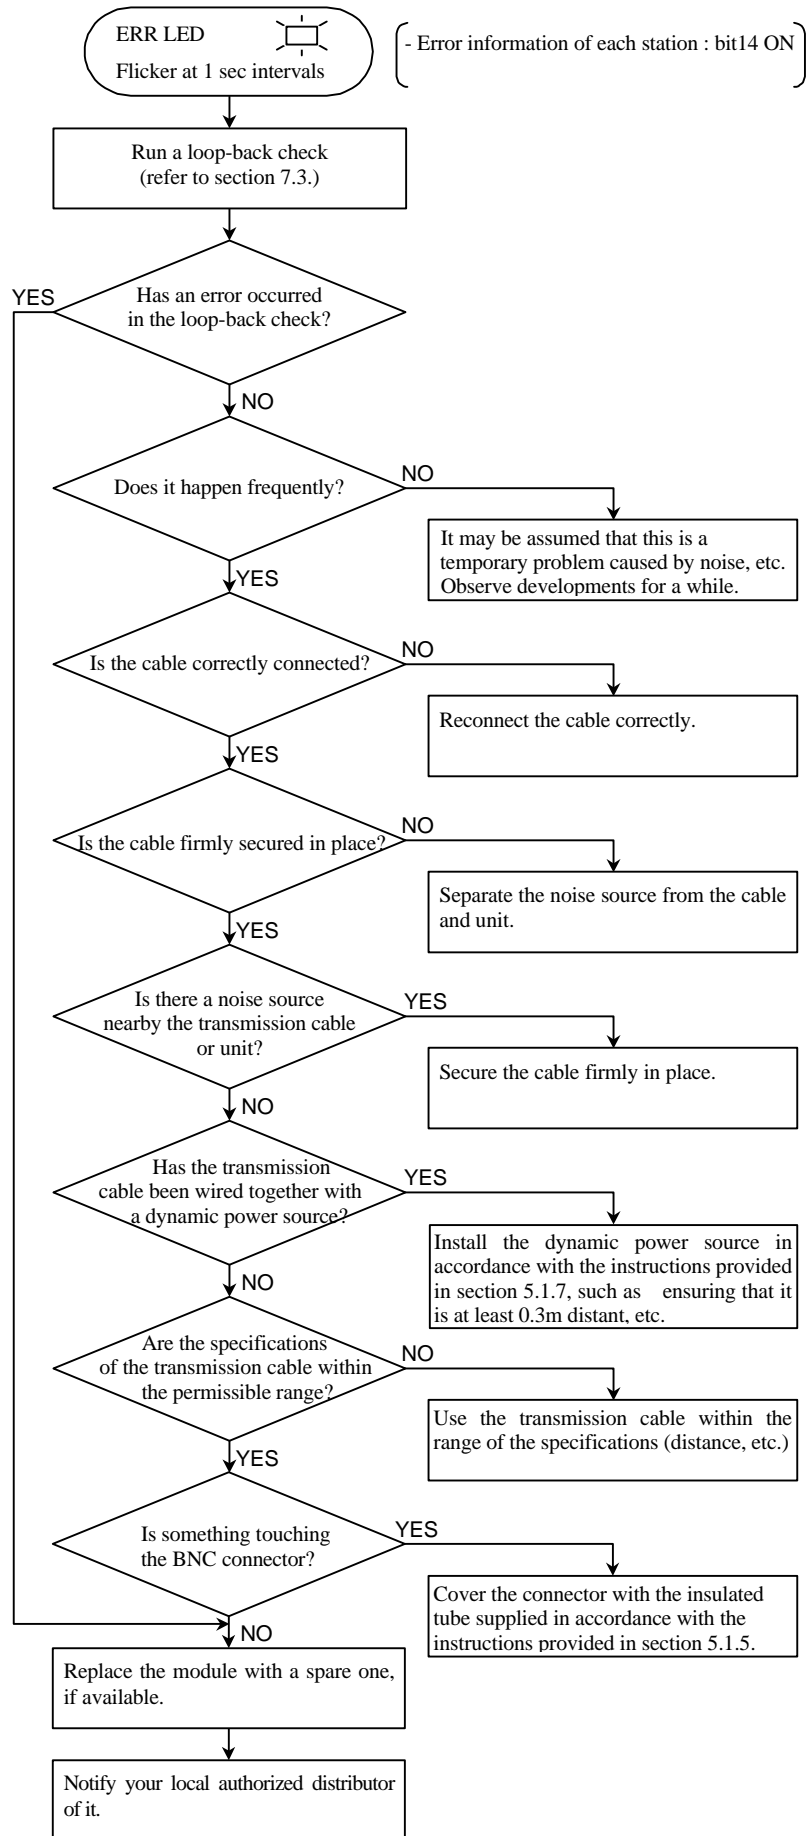 ERR LED
Flicker at 1 sec intervals
- Error information of each station : bit14 ON
Run a loop-back check
(refer to section 7.3.)
YES
Has an error occurred
in the loop-back check?
NO
Does it happen frequently?
NO
It may be assumed that this is a
temporary problem caused by noise, etc.
Observe developments for a while.
YES
Is the cable correctly connected?
NO
Reconnect the cable correctly.
YES
Is the cable firmly secured in place?
NO
Separate the noise source from the cable
and unit.
YES
Is there a noise source
nearby the transmission cable
or unit?
YES
Secure the cable firmly in place.
NO
Has the transmission
cable been wired together with
a dynamic power source?
YES
Install the dynamic power source in
accordance with the instructions provided
in section 5.1.7, such as ensuring that it
is at least 0.3m distant, etc.
NO
Are the specifications
of the transmission cable within
the permissible range?
NO
Use the transmission cable within the
range of the specifications (distance, etc.)
YES
Is something touching
the BNC connector?
YES
Cover the connector with the insulated
tube supplied in accordance with the
instructions provided in section 5.1.5.
NO
Replace the module with a spare one,
if available.
Notify your local authorized distributor
of it.